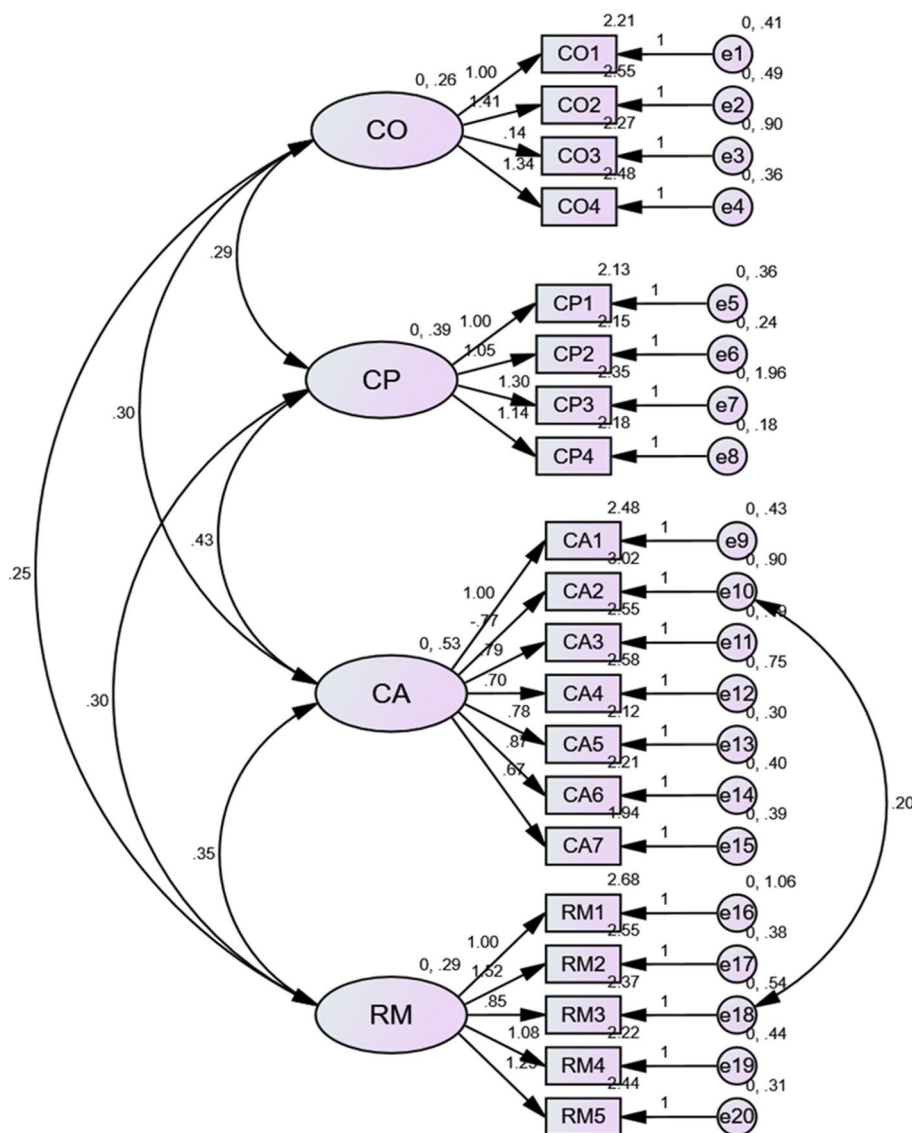 2.21
0, .41
CO1
1
e1
1.00
0, .26
2.55
0, .49
CO2
1
e2
1.41
CO
2.27
0, .90
CO3
1
e3
.14
2.48
0, .36
CO4
1
e4
1.34
.29
2.13
0, .36
CP1
1
e5
1.00
0, .39
2.15
0, .24
CP2
1
e6
1.05
CP
2.35
0, 1.96
CP3
1
e7
1.30
2.18
0, .18
CP4
1
e8
1.14
.30
.43
2.48
0, .43
CA1
1
e9
1.00
3.02
0, .90
CA2
1
e10
-.77
0, .53
2.55
CA3
1
e11
.79
2.58
0, .75
CA4
1
e12
.70
CA
2.12
0, .30
CA5
1
e13
.78
2.21
0, .40
CA6
1
e14
.87
1.94
0, .39
CA7
1
e15
.67
.25
.30
.35
.20
2.68
0, 1.06
RM1
1
e16
1.00
0, .29
2.55
0, .38
RM2
1
e17
1.52
2.37
0, .54
RM3
1
e18
.85
RM
2.22
0, .44
RM4
1
e19
1.08
2.44
0, .31
RM5
1
e20